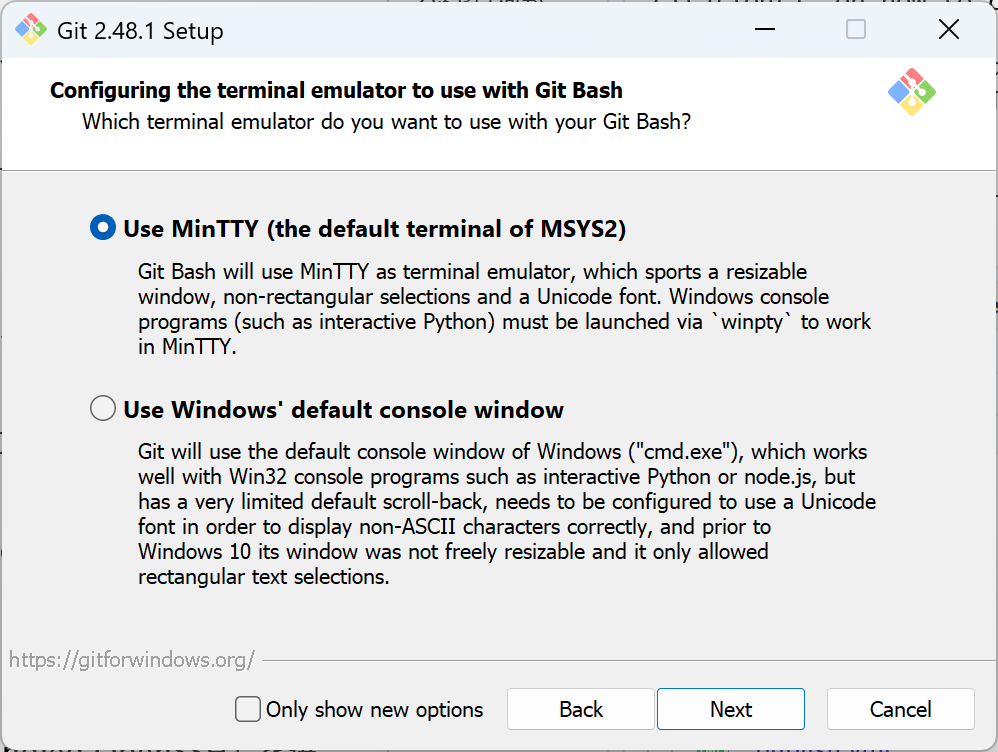 Git 2.48.1 Setup
Configuring the terminal emulator to use with Git Bash
Which terminal emulator do you want to use with your Git Bash?
Use MinTTY (the default terminal of MSYS2)
Git Bash will use MinTTY as terminal emulator, which sports a resizable
window, non-rectangular selections and a Unicode font. Windows console
programs (such as interactive Python) must be launched via `winpty` to work
in MinTTY.
Use Windows' default console window
Git will use the default console window of Windows ("cmd.exe"), which works
well with Win32 console programs such as interactive Python or node.js, but
has a very limited default scroll-back, needs to be configured to use a Unicode
font in order to display non-ASCII characters correctly, and prior to
Windows 10 its window was not freely resizable and it only allowed
rectangular text selections.
https://gitforwindows.org/
Only show new options
Back
Next
Cancel